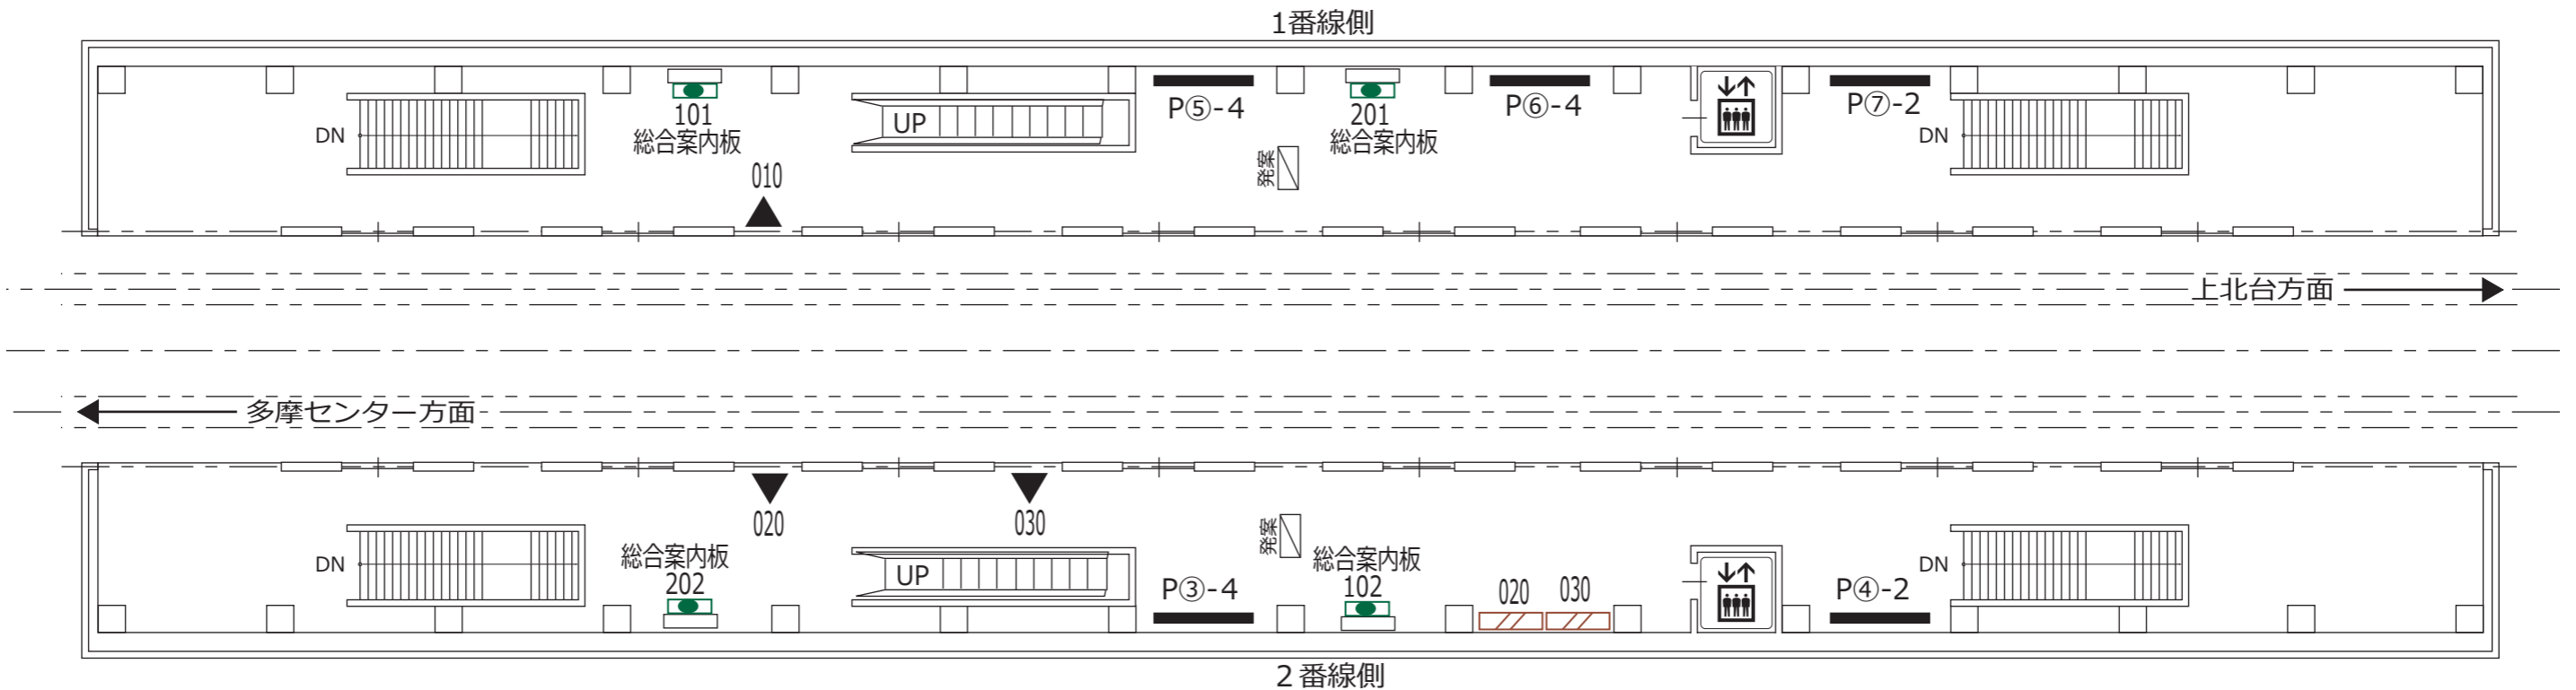 1番線側
101
総合案内板
DN
010
UP
P⑤-4
発案
201
総合案内板
P⑥-4
P⑦-2
DN
上北台方面
多摩センター方面
020
030
DN
総合案内板
202
UP
P③-4
発案
総合案内板
102
020
030
P④-2
DN
2番線側